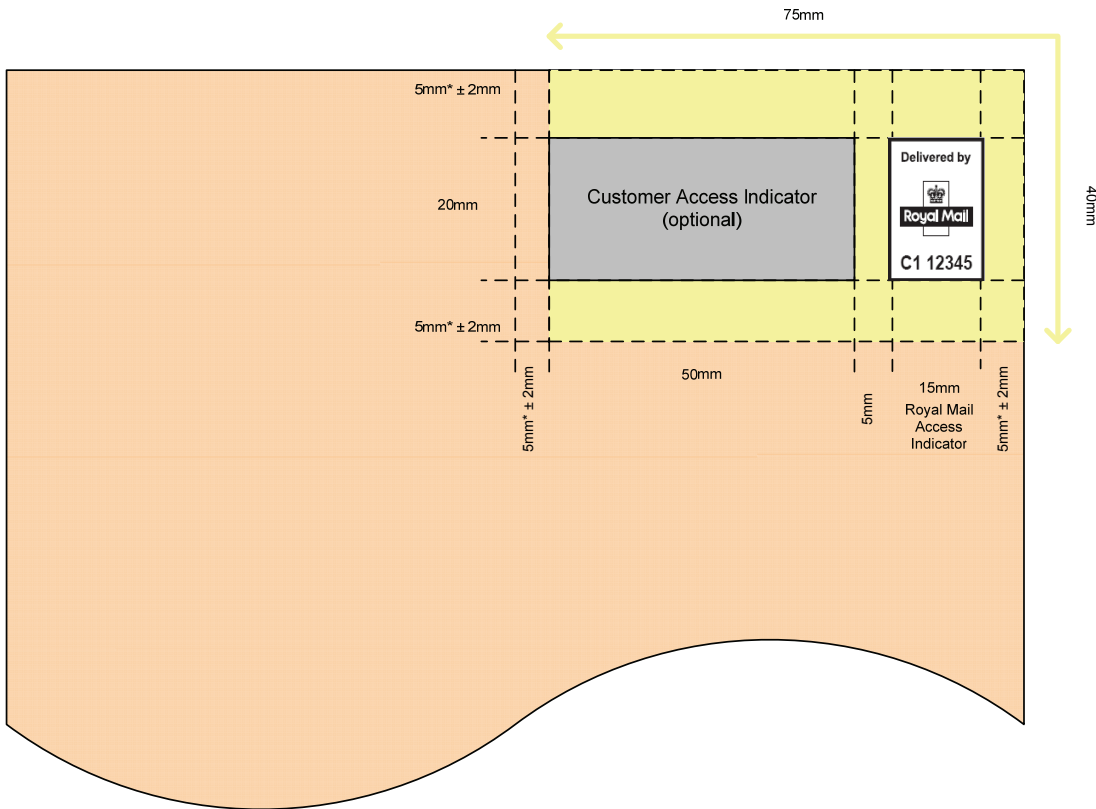 75mm
5mm* ± 2mm
Delivered by
Royal Mail
C1 12345
Customer Access Indicator
(optional)
20mm
40mm
5mm* ± 2mm
5mm* ± 2mm
50mm
5mm
15mm
Royal Mail
Access
Indicator
5mm* ± 2mm